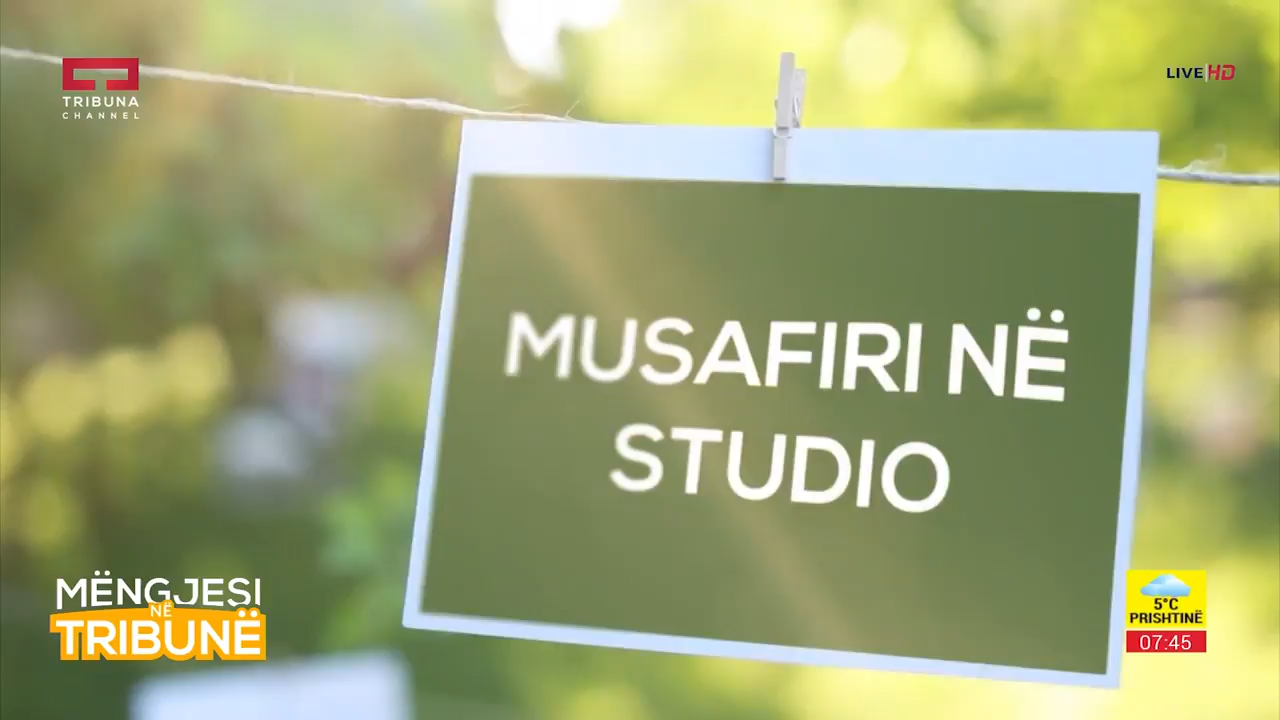 TRIBUNA
CHANNEL
LIVE HD
MUSAFIRI NË
STUDIO
MËNGJESI
NË
TRIBUNË
5°C
PRISHTINË
07:45